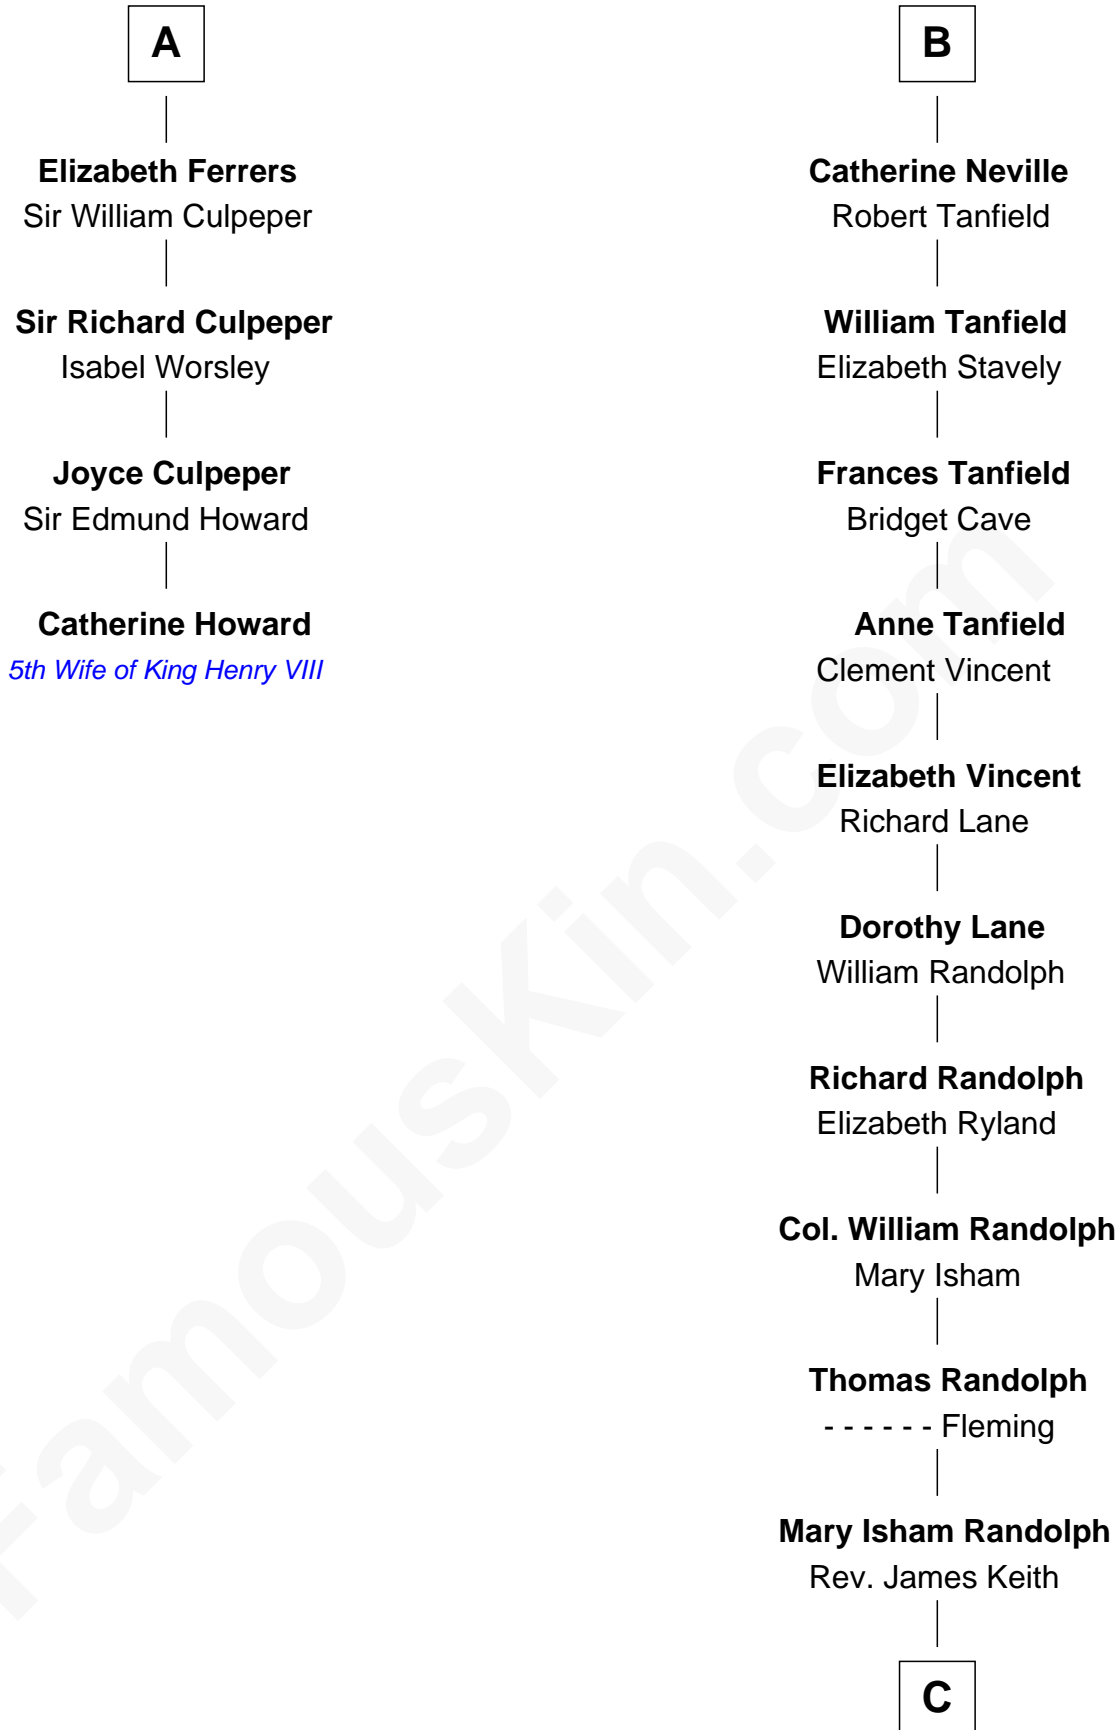 A
Elizabeth Ferrers
Sir William Culpeper
Sir Richard Culpeper
Isabel Worsley
Joyce Culpeper
Sir Edmund Howard
Catherine Howard
5th Wife of King Henry VIII
B
Catherine Neville
Robert Tanfield
William Tanfield
Elizabeth Stavely
Frances Tanfield
Bridget Cave
Anne Tanfield
Clement Vincent
Elizabeth Vincent
Richard Lane
Dorothy Lane
William Randolph
Richard Randolph
Elizabeth Ryland
Col. William Randolph
Mary Isham
Thomas Randolph
- - - - - - Fleming
Mary Isham Randolph
Rev. James Keith
C
FamousKin.com